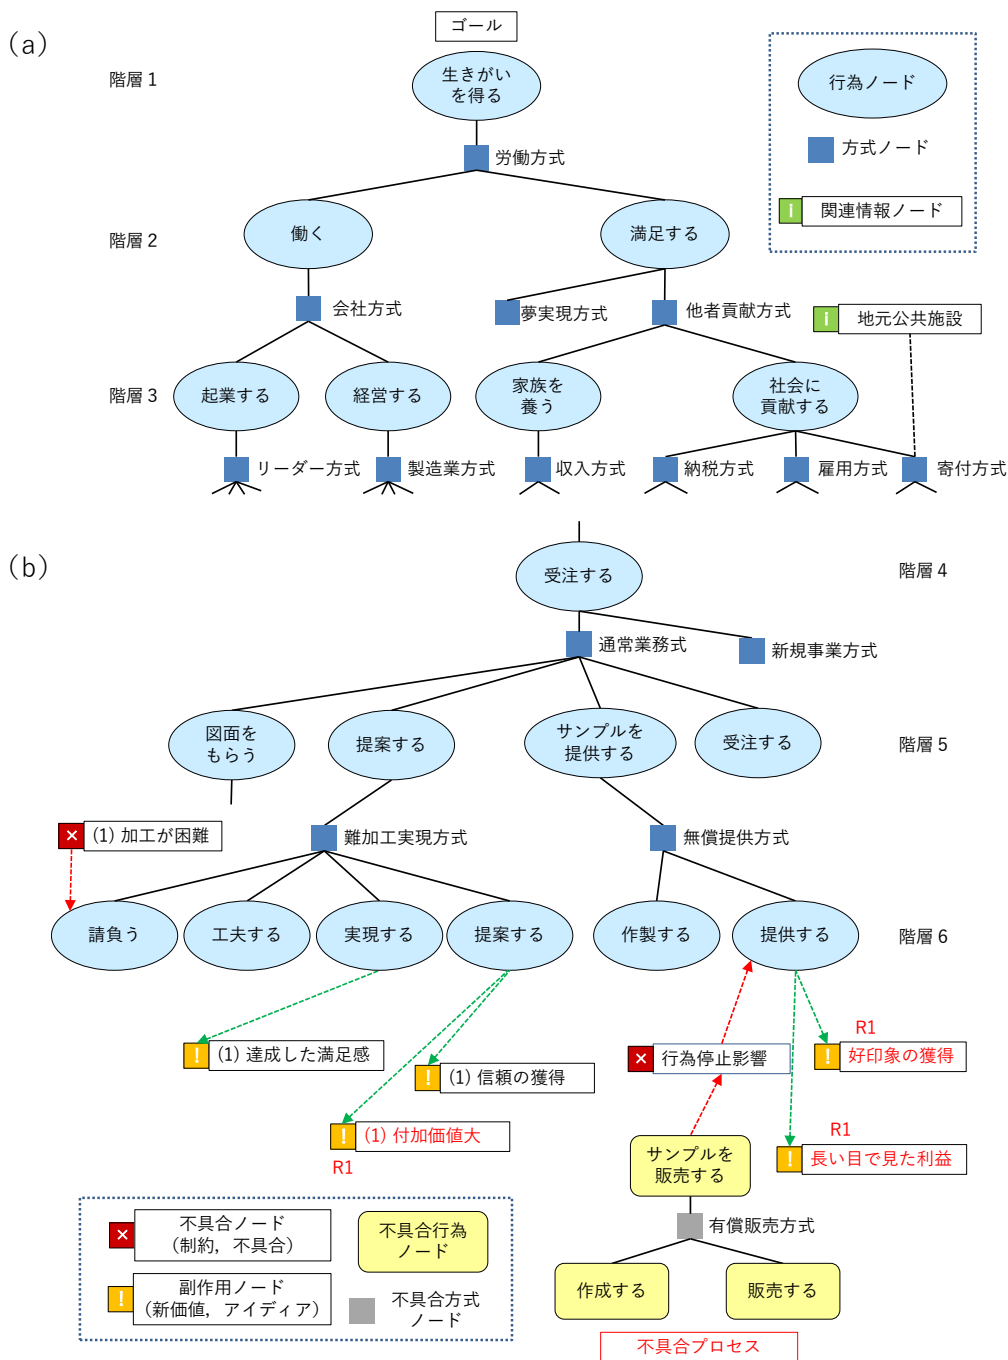 (a)
ゴール
階層 1
生きがい
を得る
行為ノード
労働方式
方式ノード
i
関連情報ノード
階層 2
働く
満足する
会社方式
夢実現方式
他者貢献方式
i
地元公共施設
階層 3
起業する
経営する
家族を
養う
社会に
貢献する
リーダー方式
製造業方式
収入方式
納税方式
雇用方式
寄付方式
(b)
受注する
階層 4
通常業務式
新規事業方式
図面を
もらう
提案する
サンプルを
提供する
受注する
階層 5
× (1) 加工が困難
難加工実現方式
無償提供方式
請負う
工夫する
実現する
提案する
作製する
提供する
階層 6
! (1) 達成した満足感
! (1) 信頼の獲得
! (1) 付加価値大
R1
× 行為停止影響
R1
! 好印象の獲得
R1
! 長い目で見た利益
サンプルを
販売する
有償販売方式
作成する
販売する
不具合プロセス
× 不具合ノード
(制約，不具合)
不具合行為
ノード
! 副作用ノード
(新価値，アイディア)
不具合方式
ノード